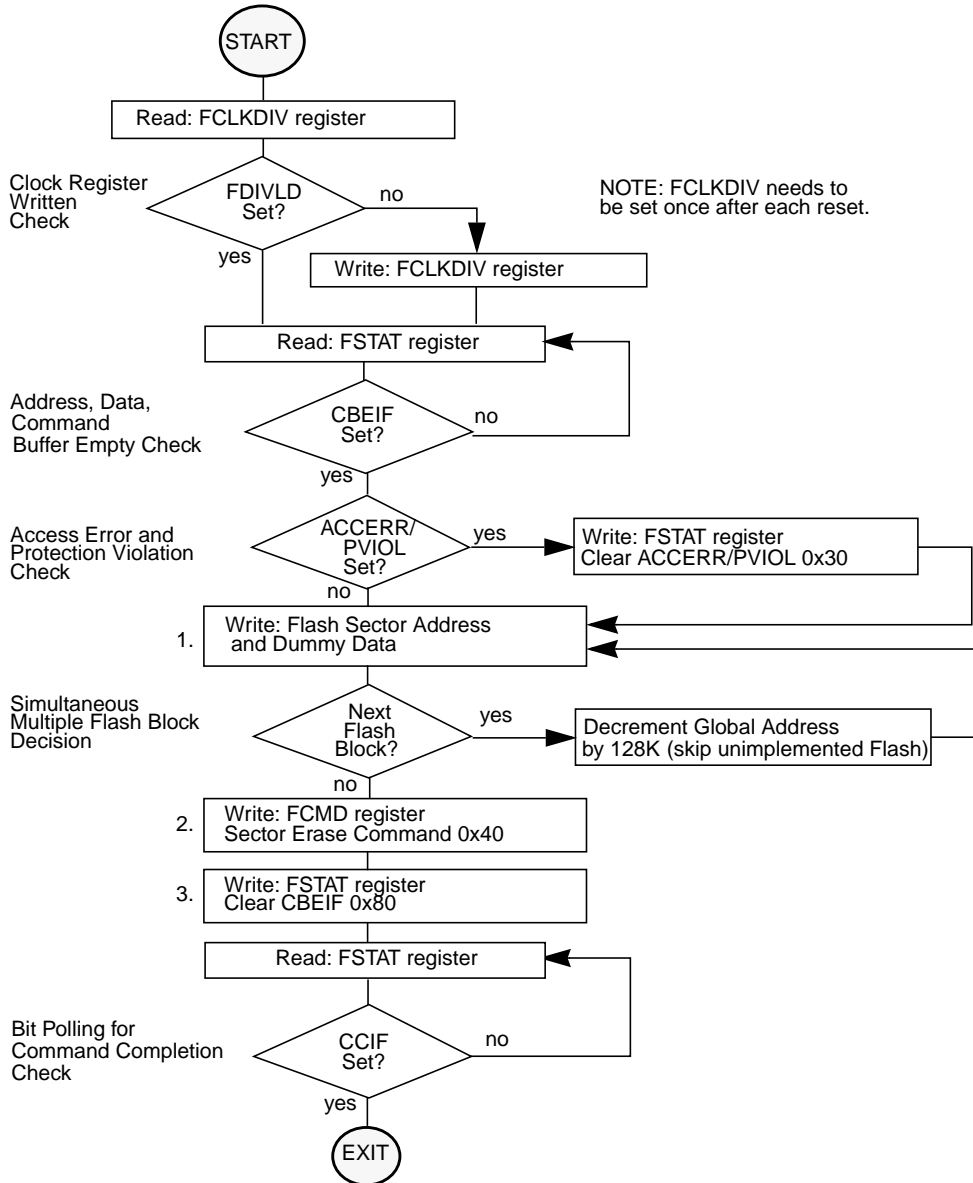 START
Read: FCLKDIV register
Clock Register
Written
Check
FDIVLD
Set?
no
yes
NOTE: FCLKDIV needs to
be set once after each reset.
Write: FCLKDIV register
Read: FSTAT register
Address, Data,
Command
Buffer Empty Check
CBEIF
Set?
no
yes
Access Error and
Protection Violation
Check
ACCERR/
PVIOL
Set?
yes
no
Write: FSTAT register
Clear ACCERR/PVIOL 0x30
1.
Write: Flash Sector Address
and Dummy Data
Simultaneous
Multiple Flash Block
Decision
Next
Flash
Block?
yes
no
Decrement Global Address
by 128K (skip unimplemented Flash)
2.
Write: FCMD register
Sector Erase Command 0x40
3.
Write: FSTAT register
Clear CBEIF 0x80
Read: FSTAT register
Bit Polling for
Command Completion
Check
CCIF
Set?
no
yes
EXIT